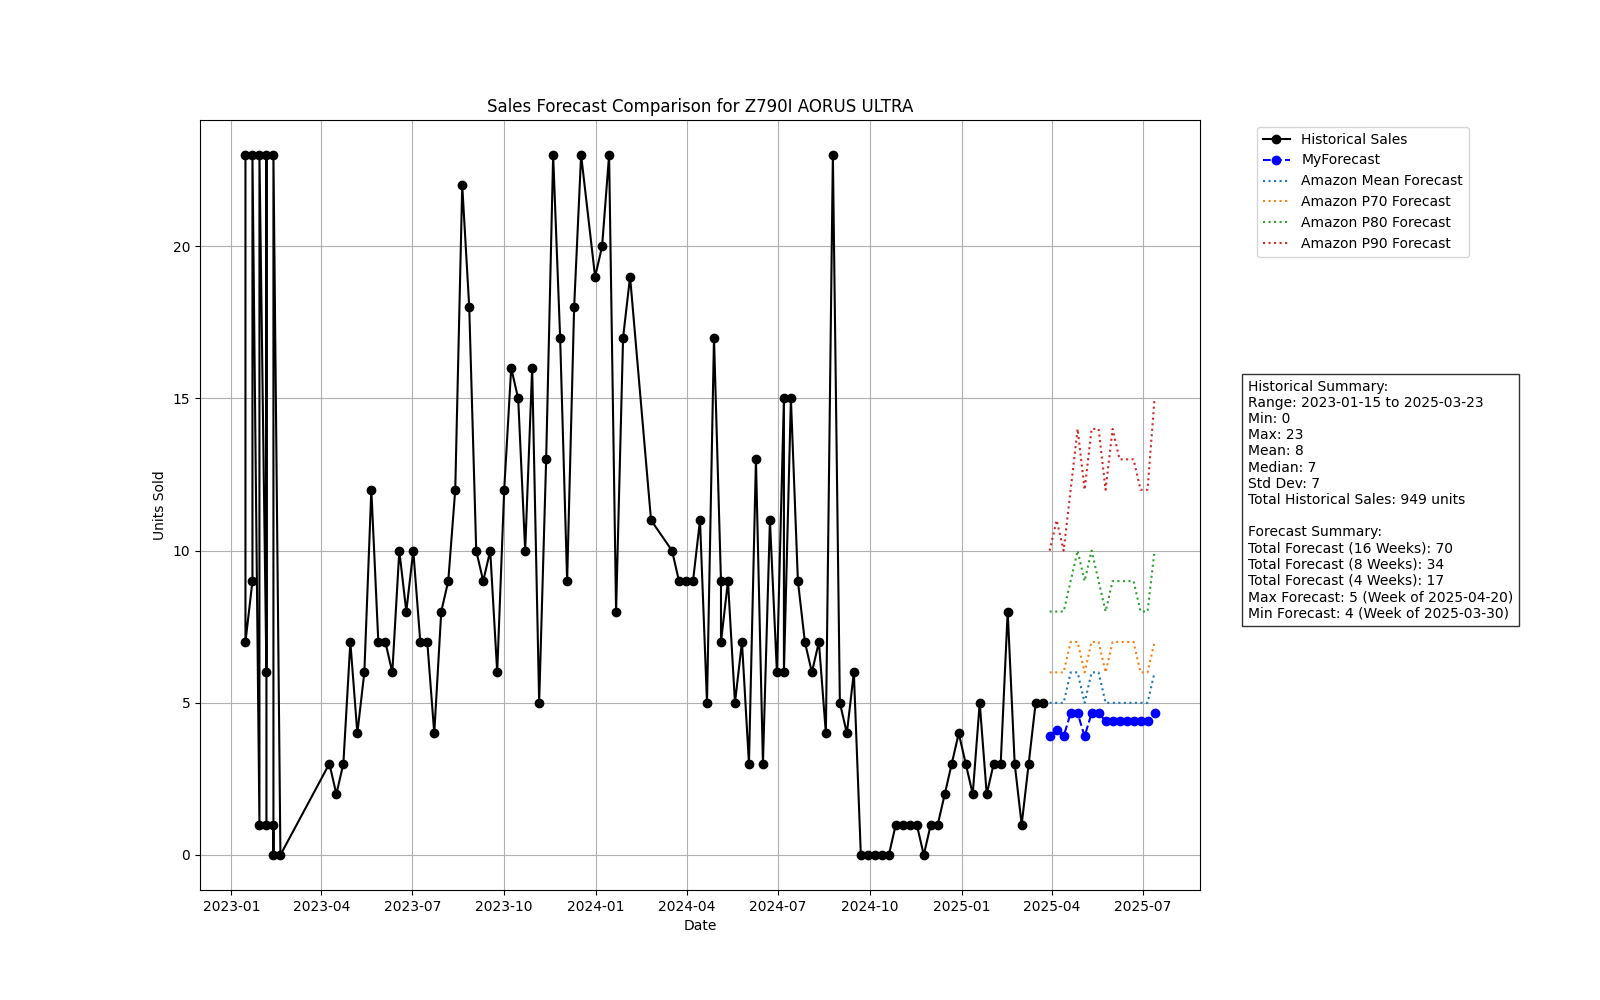 Sales Forecast Comparison for Z790I AORUS ULTRA
Historical Sales
MyForecast
Amazon Mean Forecast
Amazon P70 Forecast
Amazon P80 Forecast
Amazon P90 Forecast
Units Sold
20
15
10
5
0
2023-01 2023-04 2023-07 2023-10 2024-01 2024-04 2024-07 2024-10 2025-01 2025-04 2025-07
Date
Historical Summary:
Range: 2023-01-15 to 2025-03-23
Min: 0
Max: 23
Mean: 8
Median: 7
Std Dev: 7
Total Historical Sales: 949 units
Forecast Summary:
Total Forecast (16 Weeks): 70
Total Forecast (8 Weeks): 34
Total Forecast (4 Weeks): 17
Max Forecast: 5 (Week of 2025-04-20)
Min Forecast: 4 (Week of 2025-03-30)